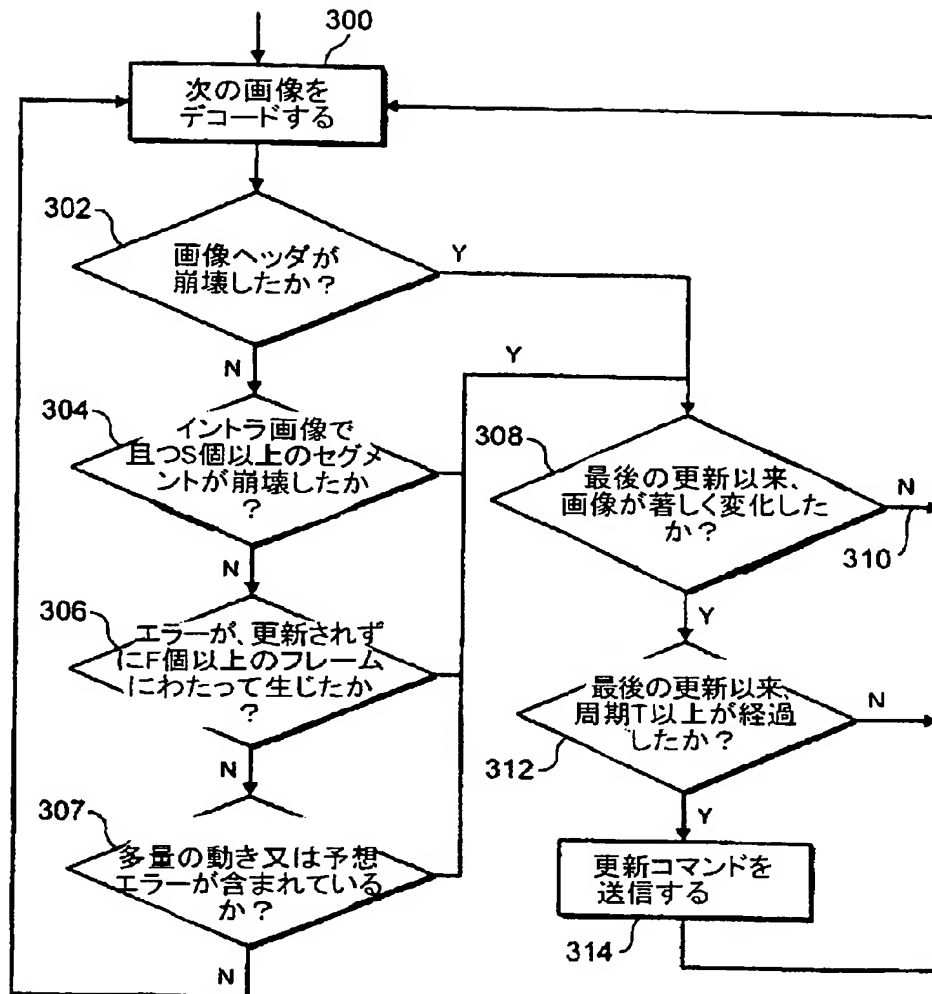 300
次の画像を
デコードする
302
画像ヘッダが
崩壊したか？
Y
N
304
イントラ画像で
且つS個以上のセグメ
ントが崩壊したか
？
Y
N
306
エラーが、更新されず
にF個以上のフレーム
にわたって生じたか
？
N
307
多量の動き又は予想
エラーが含まれている
か？
N
308
最後の更新以来、
画像が著しく変化した
か？
N
310
Y
最後の更新以来、
周期T以上が経過
したか？
N
312
Y
更新コマンドを
送信する
314